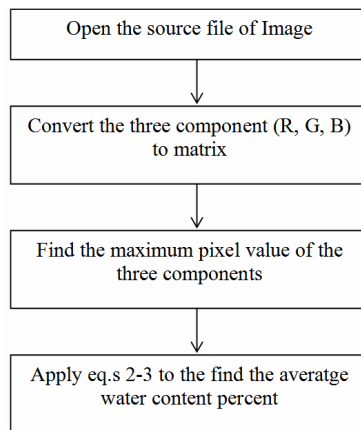 Open the source file of Image
Convert the three component (R, G, B)
to matrix
Find the maximum pixel value of the
three components
Apply eq.s 2-3 to the find the averatge
water content percent